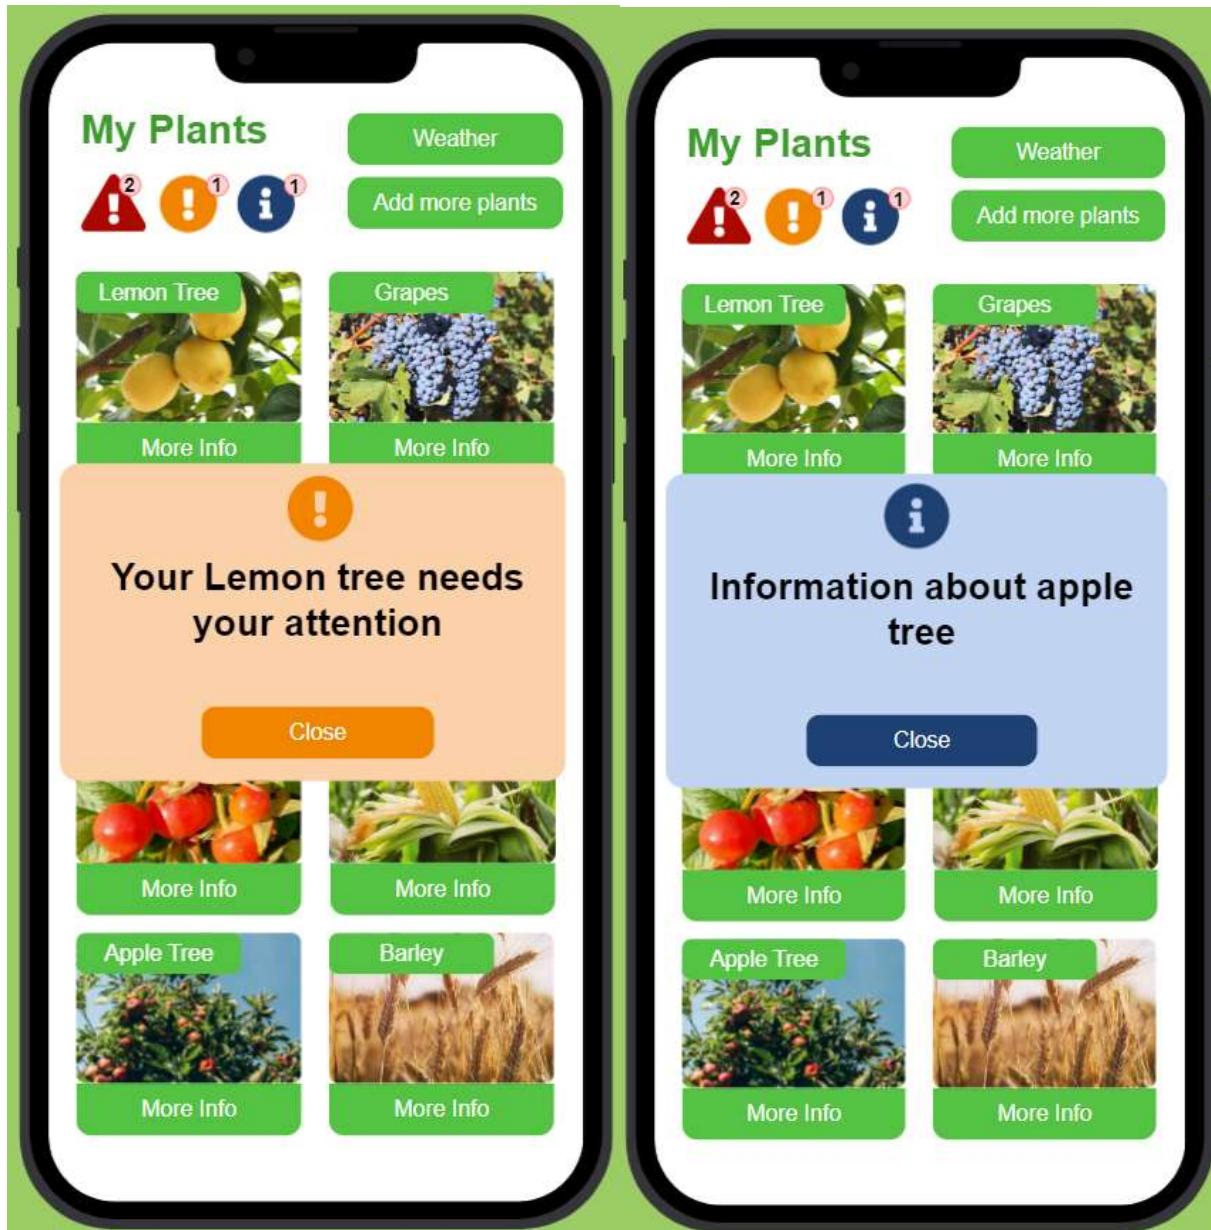 My Plants
Weather
2 1 1
Add more plants
Lemon Tree
Grapes
More Info
More Info
Your Lemon tree needs
your attention
Close
More Info
More Info
Apple Tree
Barley
More Info
More Info
My Plants
Weather
2 1 1
Add more plants
Lemon Tree
Grapes
More Info
More Info
Information about apple
tree
Close
More Info
More Info
Apple Tree
Barley
More Info
More Info